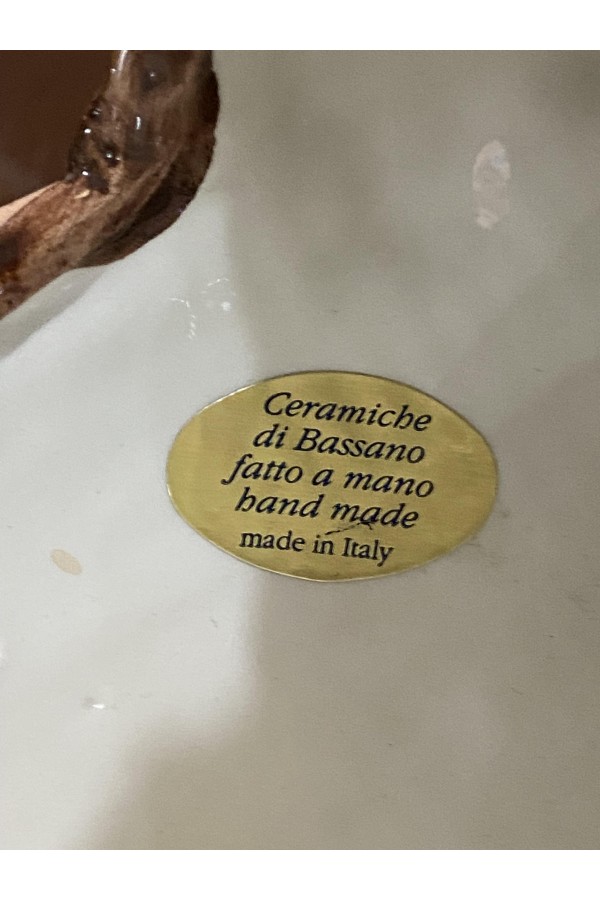 Ceramiche
di Bassano
fatto a mano
hand made
made in Italy